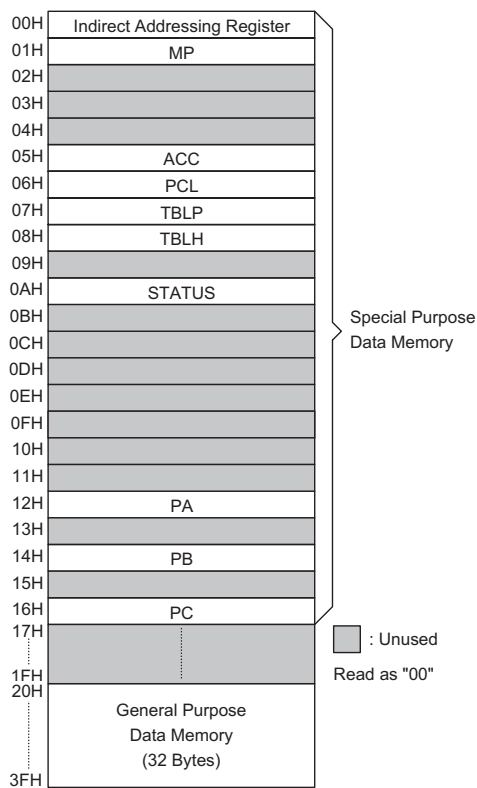 00H Indirect Addressing Register
01H MP
02H
03H
04H
05H ACC
06H PCL
07H TBLP
08H TBLH
09H
0AH STATUS
0BH
0CH
0DH
0EH
0FH
10H
11H
12H PA
13H
14H PB
15H
16H PC
17H
1FH
20H
General Purpose
Data Memory
(32 Bytes)
3FH
Special Purpose
Data Memory
: Unused
Read as "00"